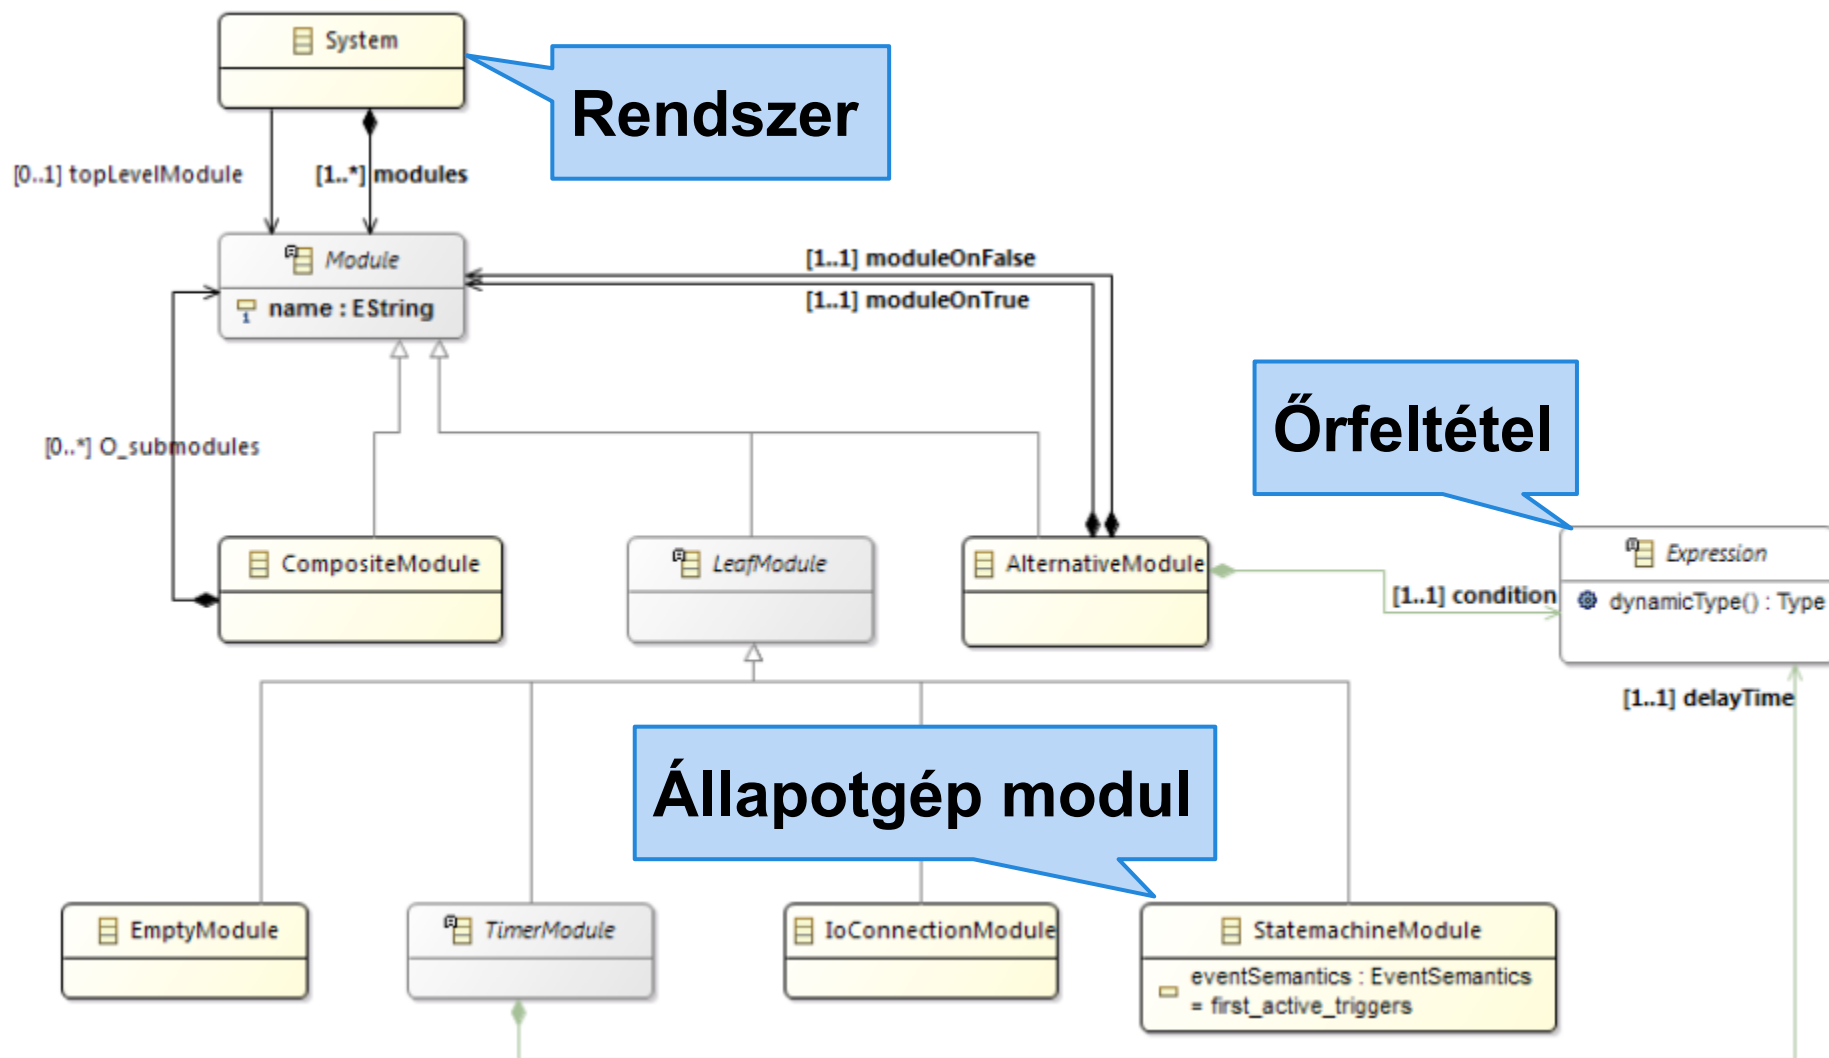 System
Rendszer
[0..1] topLevelModule
[1..*] modules
Module
name : EString
[1..1] moduleOnFalse
[1..1] moduleOnTrue
Őrfeltétel
[0..*] O_submodules
CompositeModule
LeafModule
AlternativeModule
[1..1] condition
Expression
dynamicType() : Type
[1..1] delayTime
Állapotgép modul
EmptyModule
TimerModule
IoConnectionModule
StatemachineModule
eventSemantics : EventSemantics
= first_active_triggers